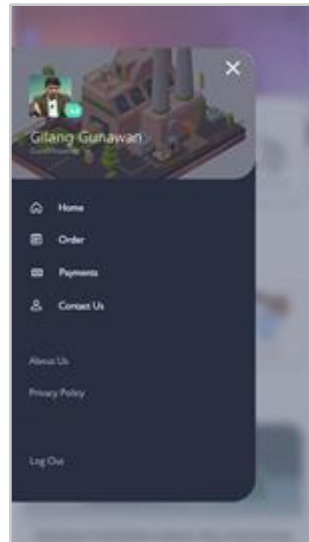 Gilang Gunawan
Home
Order
Payments
Contact Us
About Us
Privacy Policy
Log Out